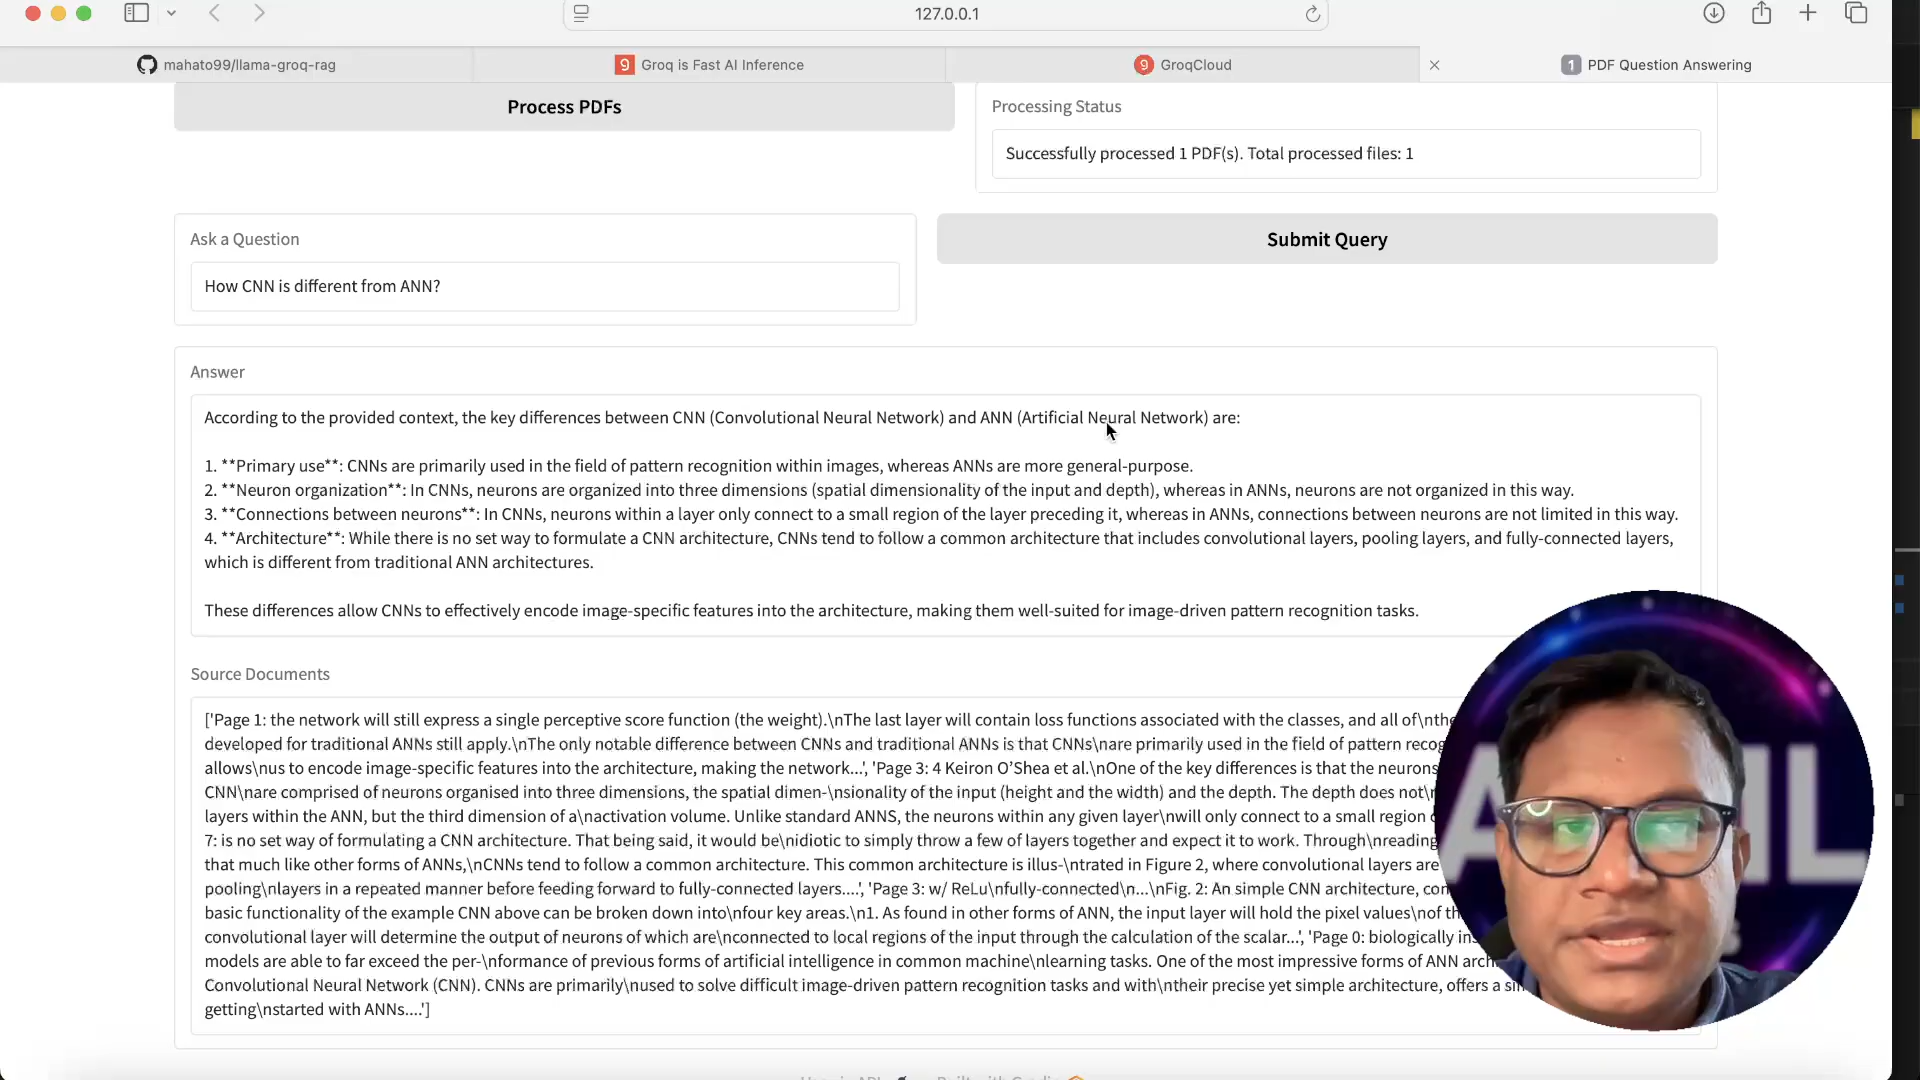 127.0.0.1
mahato99/llama-groq-rag
Groq is Fast AI Inference
GroqCloud
1 PDF Question Answering
Process PDFs
Processing Status
Successfully processed 1 PDF(s). Total processed files: 1
Ask a Question
How CNN is different from ANN?
Submit Query
Answer
According to the provided context, the key differences between CNN (Convolutional Neural Network) and ANN (Artificial Neural Network) are:
1. **Primary use**: CNNs are primarily used in the field of pattern recognition within images, whereas ANNs are more general-purpose.
2. **Neuron organization**: In CNNs, neurons are organized into three dimensions (spatial dimensionality of the input and depth), whereas in ANNs, neurons are not organized in this way.
3. **Connections between neurons**: In CNNs, neurons within a layer only connect to a small region of the layer preceding it, whereas in ANNs, connections between neurons are not limited in this way.
4. **Architecture**: While there is no set way to formulate a CNN architecture, CNNs tend to follow a common architecture that includes convolutional layers, pooling layers, and fully-connected layers,
which is different from traditional ANN architectures.
These differences allow CNNs to effectively encode image-specific features into the architecture, making them well-suited for image-driven pattern recognition tasks.
Source Documents
['Page 1: the network will still express a single perceptive score function (the weight).\nThe last layer will contain loss functions associated with the classes, and all of\n
developed for traditional ANNs still apply.\nThe only notable difference between CNNs and traditional ANNs is that CNNs\nare primarily used in the field of pattern
allows\nus to encode image-specific features into the architecture, making the network...', 'Page 3: 4 Keiron O’Shea et al.\nOne of the key differences is that the neurons
CNN\nare comprised of neurons organised into three dimensions, the spatial dimen-\nsionality of the input (height and the width) and the depth. The depth does not
layers within the ANN, but the third dimension of a\nactivation volume. Unlike standard ANNS, the neurons within any given layer\nwill only connect to a small region
7: is no set way of formulating a CNN architecture. That being said, it would be\nidiotic to simply throw a few of layers together and expect it to work. Through\nreading
that much like other forms of ANNs,\nCNNs tend to follow a common architecture. This common architecture is illus-\ntrated in Figure 2, where convolutional layers are
pooling\nlayers in a repeated manner before feeding forward to fully-connected layers....', 'Page 3: w/ ReLu\nfully-connected\n...\nFig. 2: An simple CNN architecture,
basic functionality of the example CNN above can be broken down into\nfour key areas.\n1. As found in other forms of ANN, the input layer will hold the pixel values\nof
convolutional layer will determine the output of neurons of which are\nconnected to local regions of the input through the calculation of the scalar...', 'Page 0: biologically
models are able to far exceed the per-\nformance of previous forms of artificial intelligence in common machine\nlearning tasks. One of the most impressive forms of ANN
Convolutional Neural Network (CNN). CNNs are primarily\nused to solve difficult image-driven pattern recognition tasks and with\ntheir precise yet simple architecture, offers a
getting\nstarted with ANNs....']